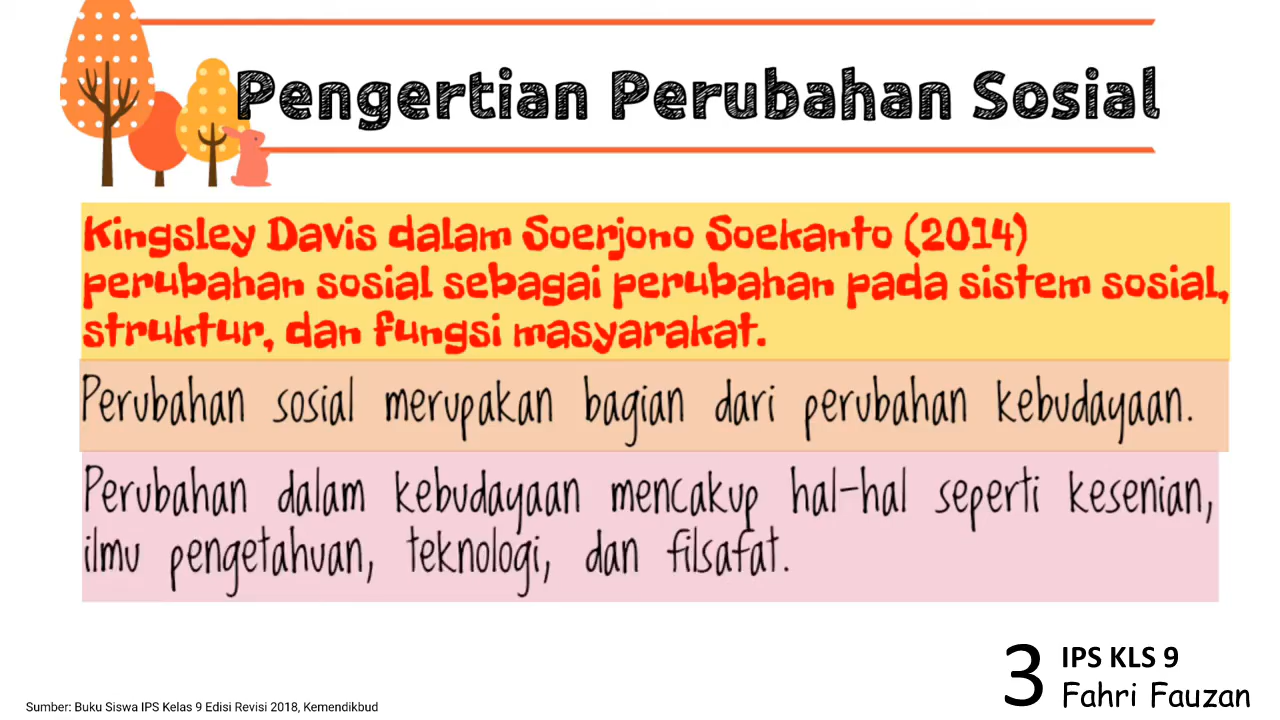 Pengertian Perubahan Sosial
Kingsley Davis dalam Soerjono Soekanto (2014)
perubahan sosial sebagai perubahan pada sistem sosial,
struktur, dan fungsi masyarakat.
Perubahan sosial merupakan bagian dari perubahan kebudayaan.
Perubahan dalam kebudayaan mencakup hal-hal seperti kesenian,
ilmu pengetahuan, teknologi, dan filsafat.
3
IPS KLS 9
Fahri Fauzan
Sumber: Buku Siswa IPS Kelas 9 Edisi Revisi 2018, Kemendikbud